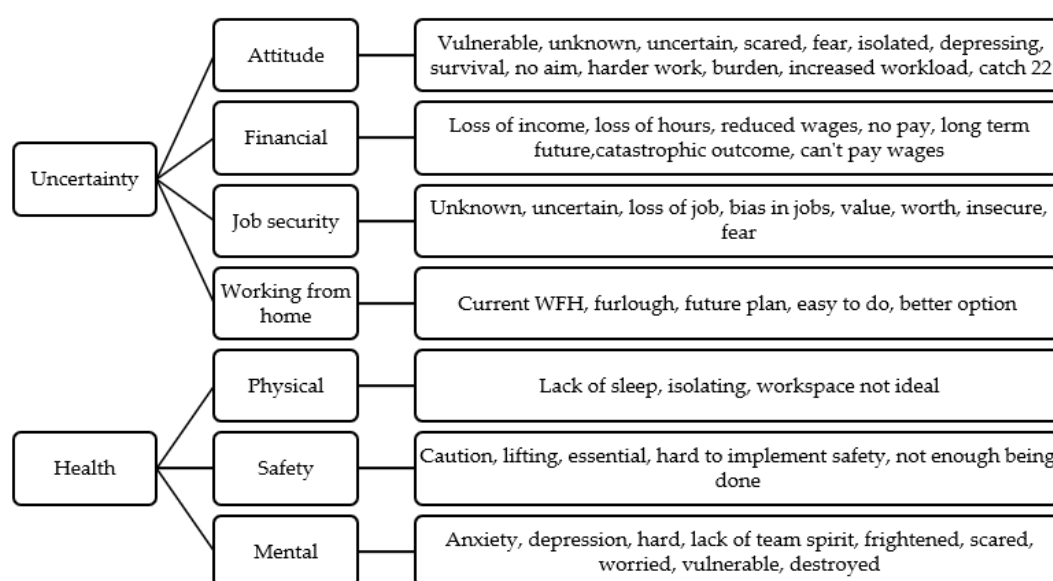 Attitude
Vulnerable, unknown, uncertain, scared, fear, isolated, depressing,
survival, no aim, harder work, burden, increased workload, catch 22
Financial
Loss of income, loss of hours, reduced wages, no pay, long term
future,catastrophic outcome, can't pay wages
Uncertainty
Job security
Unknown, uncertain, loss of job, bias in jobs, value, worth, insecure,
fear
Working from
home
Current WFH, furlough, future plan, easy to do, better option
Physical
Lack of sleep, isolating, workspace not ideal
Health
Safety
Caution, lifting, essential, hard to implement safety, not enough being
done
Mental
Anxiety, depression, hard, lack of team spirit, frightened, scared,
worried, vulnerable, destroyed